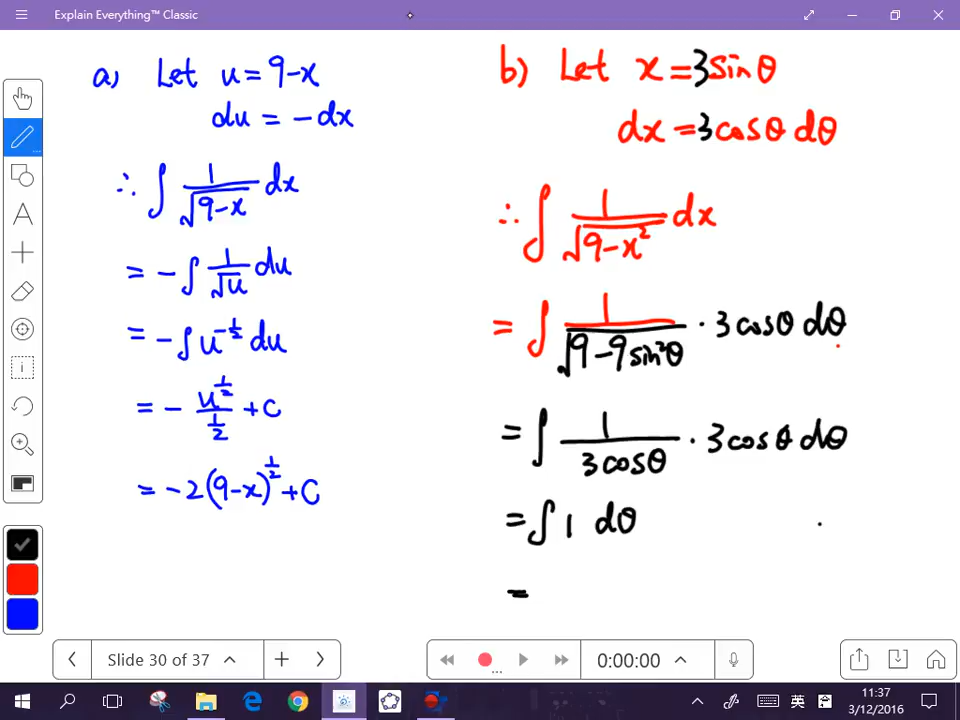 Explain Everything™ Classic
a) Let u = 9-x
du = -dx
∴ ∫ 1/√(9-x) dx
= -∫ 1/√u du
= -∫ u^(-1/2) du
= - u^(1/2)/(1/2) + C
= -2(9-x)^(1/2) + C
b) Let x = 3sinθ
dx = 3cosθ dθ
∴ ∫ 1/√(9-x²) dx
= ∫ 1/√(9-9sin²θ) · 3cosθ dθ
= ∫ 1/(3cosθ) · 3cosθ dθ
= ∫ 1 dθ
=
Slide 30 of 37
0:00:00
英
11:37
3/12/2016